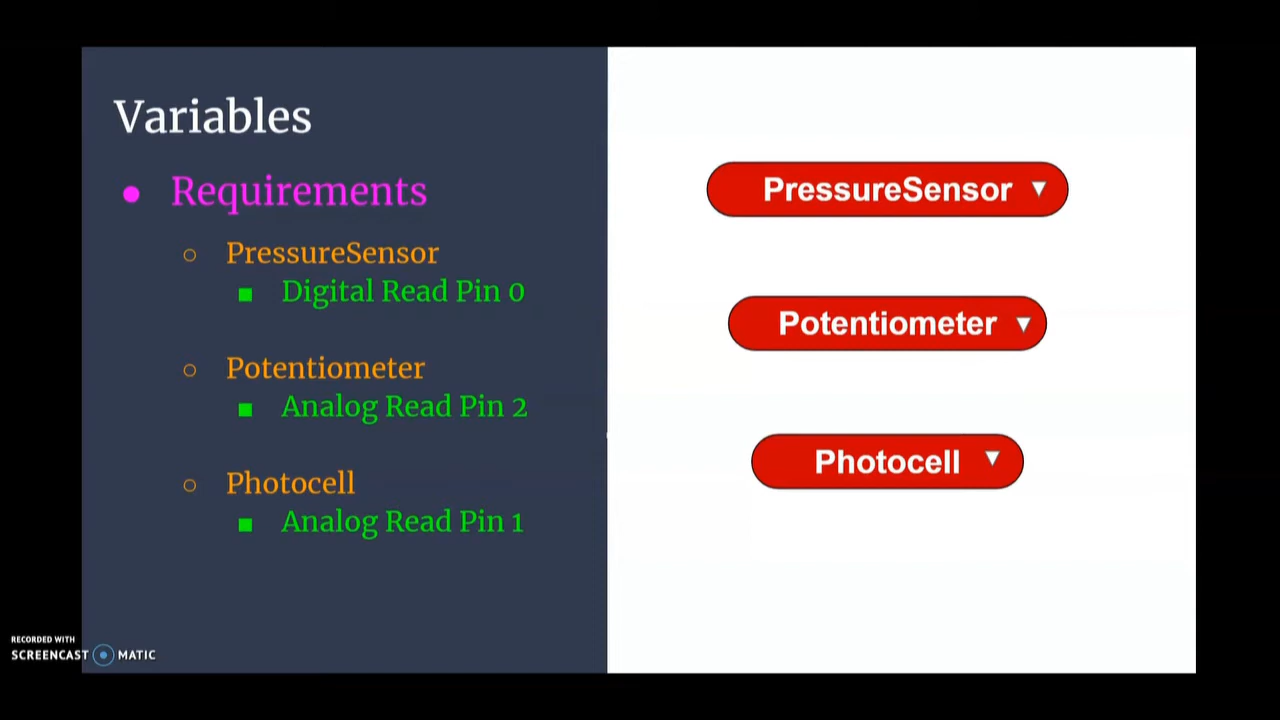 Variables
Requirements
PressureSensor
Digital Read Pin 0
Potentiometer
Analog Read Pin 2
Photocell
Analog Read Pin 1
PressureSensor
Potentiometer
Photocell
RECORDED WITH
SCREENCAST MATIC